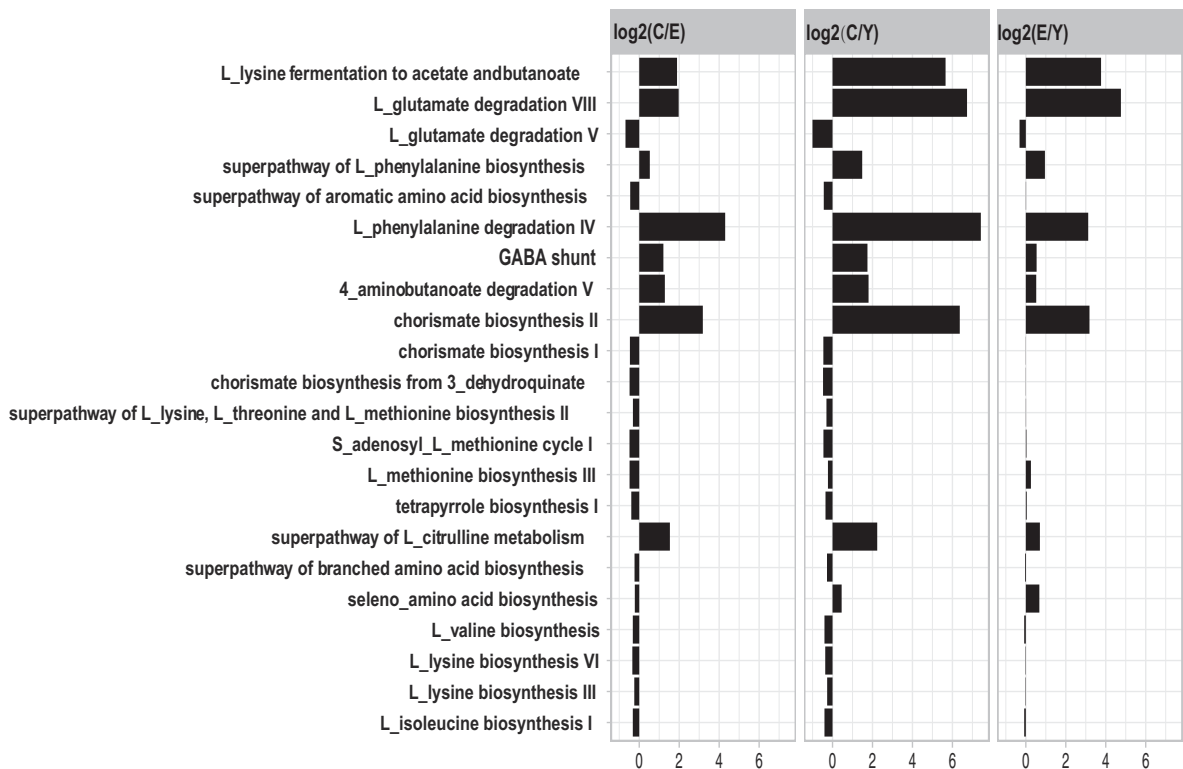 log2(C/E) log2(C/Y) log2(E/Y)
L_lysine fermentation to acetate andbutanoate
L_glutamate degradation VIII
L_glutamate degradation V
superpathway of L_phenylalanine biosynthesis
superpathway of aromatic amino acid biosynthesis
L_phenylalanine degradation IV
GABA shunt
4_aminobutanoate degradation V
chorismate biosynthesis II
chorismate biosynthesis I
chorismate biosynthesis from 3_dehydroquinate
superpathway of L_lysine, L_threonine and L_methionine biosynthesis II
S_adenosyl_L_methionine cycle I
L_methionine biosynthesis III
tetrapyrrole biosynthesis I
superpathway of L_citrulline metabolism
superpathway of branched amino acid biosynthesis
seleno_amino acid biosynthesis
L_valine biosynthesis
L_lysine biosynthesis VI
L_lysine biosynthesis III
L_isoleucine biosynthesis I
0 2 4 6 0 2 4 6 0 2 4 6